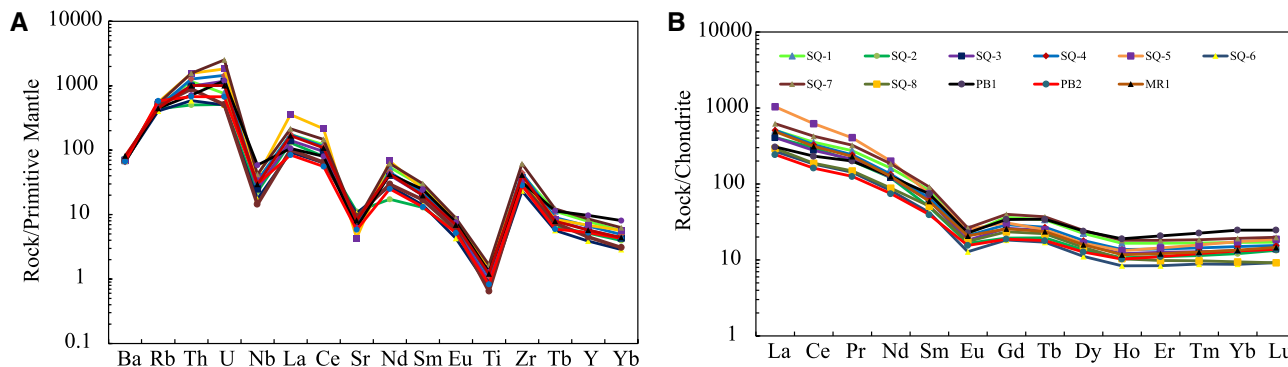 A
Rock/Primitive Mantle
10000
1000
100
10
1
0.1
Ba Rb Th U Nb La Ce Sr Nd Sm Eu Ti Zr Tb Y Yb
B
Rock/Chondrite
10000
1000
100
10
1
SQ-1 SQ-2 SQ-3 SQ-4 SQ-5 SQ-6
SQ-7 SQ-8 PB1 PB2 MR1
La Ce Pr Nd Sm Eu Gd Tb Dy Ho Er Tm Yb Lu